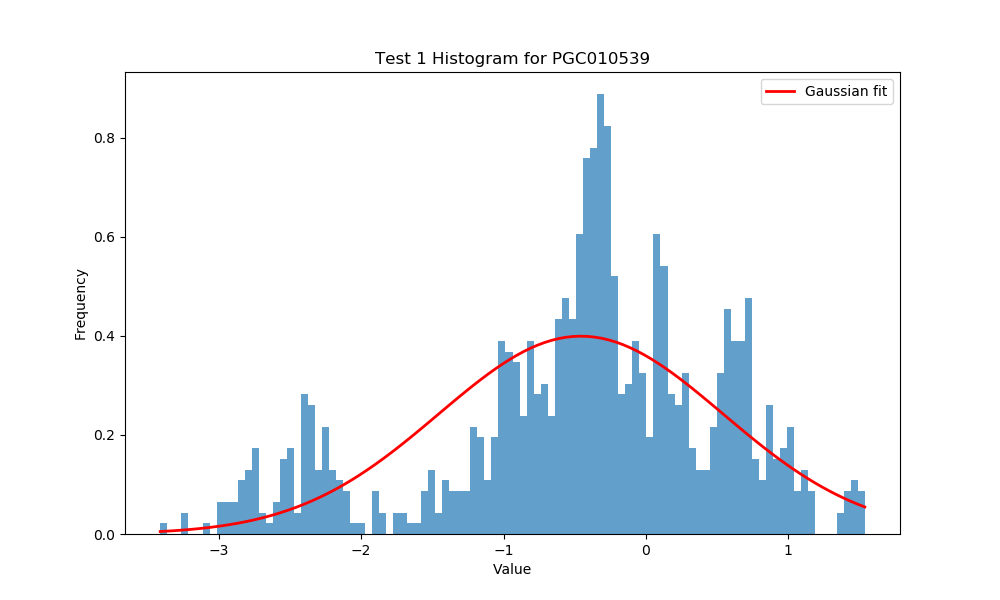 Test 1 Histogram for PGC010539
Gaussian fit
Frequency
0.8
0.6
0.4
0.2
0.0
−3
−2
−1
0
1
Value